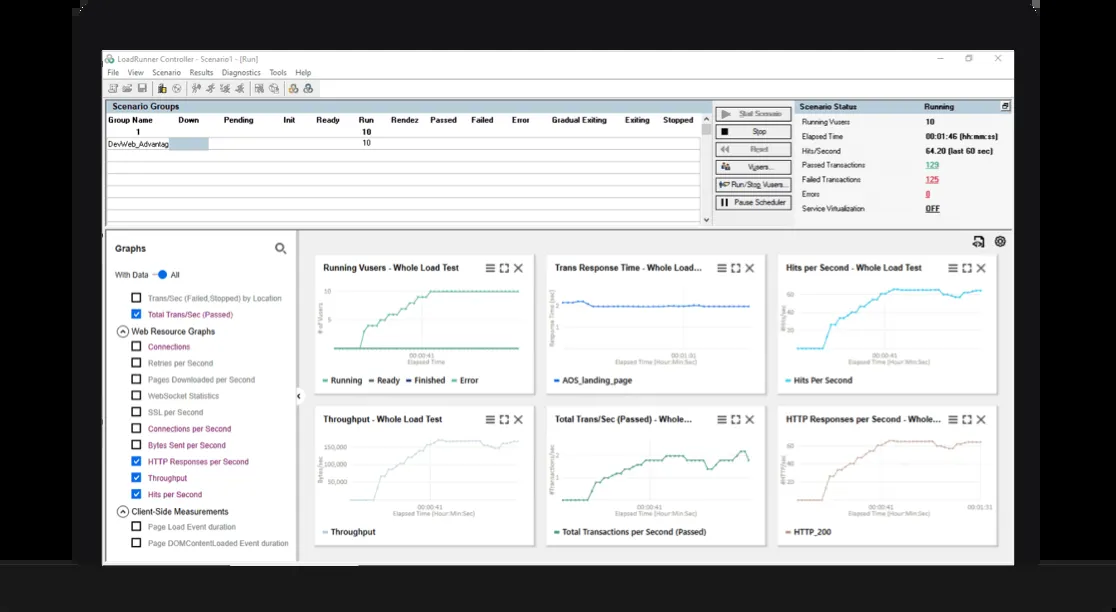 LoadRunner Controller - Scenario1 - [Run]
File View Scenario Results Diagnostics Tools Help
Scenario Groups
Group Name Down Pending Init Ready Run Rendez Passed Failed Error Gradual Exiting Exiting Stopped
1 10
DevWeb_Advantag 10
Start Scenario
Stop
Reset
Vusers...
Run/Stop Vusers...
Pause Scheduler
Scenario Status Running
Running Vusers 10
Elapsed Time 00:01:46 (hh:mm:ss)
Hits/Second 64.20 (last 60 sec)
Passed Transactions 129
Failed Transactions 125
Errors 0
Service Virtualization OFF
Graphs
With Data All
Trans/Sec (Failed,Stopped) by Location
Total Trans/Sec (Passed)
Web Resource Graphs
Connections
Retries per Second
Pages Downloaded per Second
WebSocket Statistics
SSL per Second
Connections per Second
Bytes Sent per Second
HTTP Responses per Second
Throughput
Hits per Second
Client-Side Measurements
Page Load Event duration
Page DOMContentLoaded Event duration
Running Vusers - Whole Load Test
# of Vusers
10
5
00:00:41
Elapsed Time
Running Ready Finished Error
Trans Response Time - Whole Load...
Response Time (sec)
2
1
00:01:01
Elapsed Time (Hour:Min:Sec)
AOS_landing_page
Hits per Second - Whole Load Test
#Hits/sec
60
40
20
00:00:41
Elapsed Time (Hour:Min:Sec)
Hits Per Second
Throughput - Whole Load Test
Bytes/sec
150,000
100,000
50,000
00:00:41
Elapsed Time (Hour:Min:Sec)
Throughput
Total Trans/Sec (Passed) - Whole...
#Transactions/sec
2
1
00:00:41
Elapsed Time (Hour:Min:Sec)
Total Transactions per Second (Passed)
HTTP Responses per Second - Whole...
#HTTP/sec
60
40
20
00:00:41 00:01:31
Elapsed Time (Hour:Min:Sec)
HTTP_200